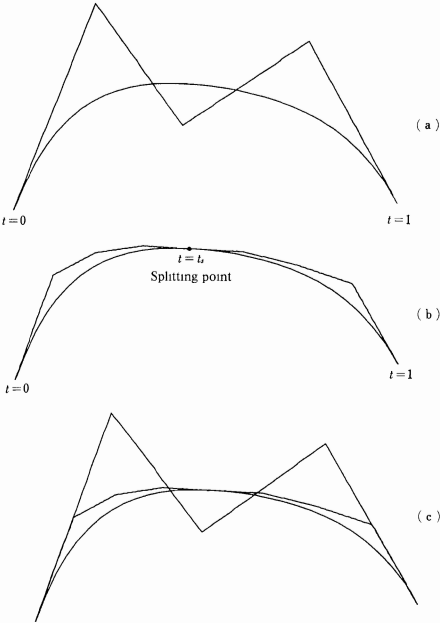 ( a )
t=0
t=1
t=tₛ
Splitting point
( b )
t=0
t=1
( c )